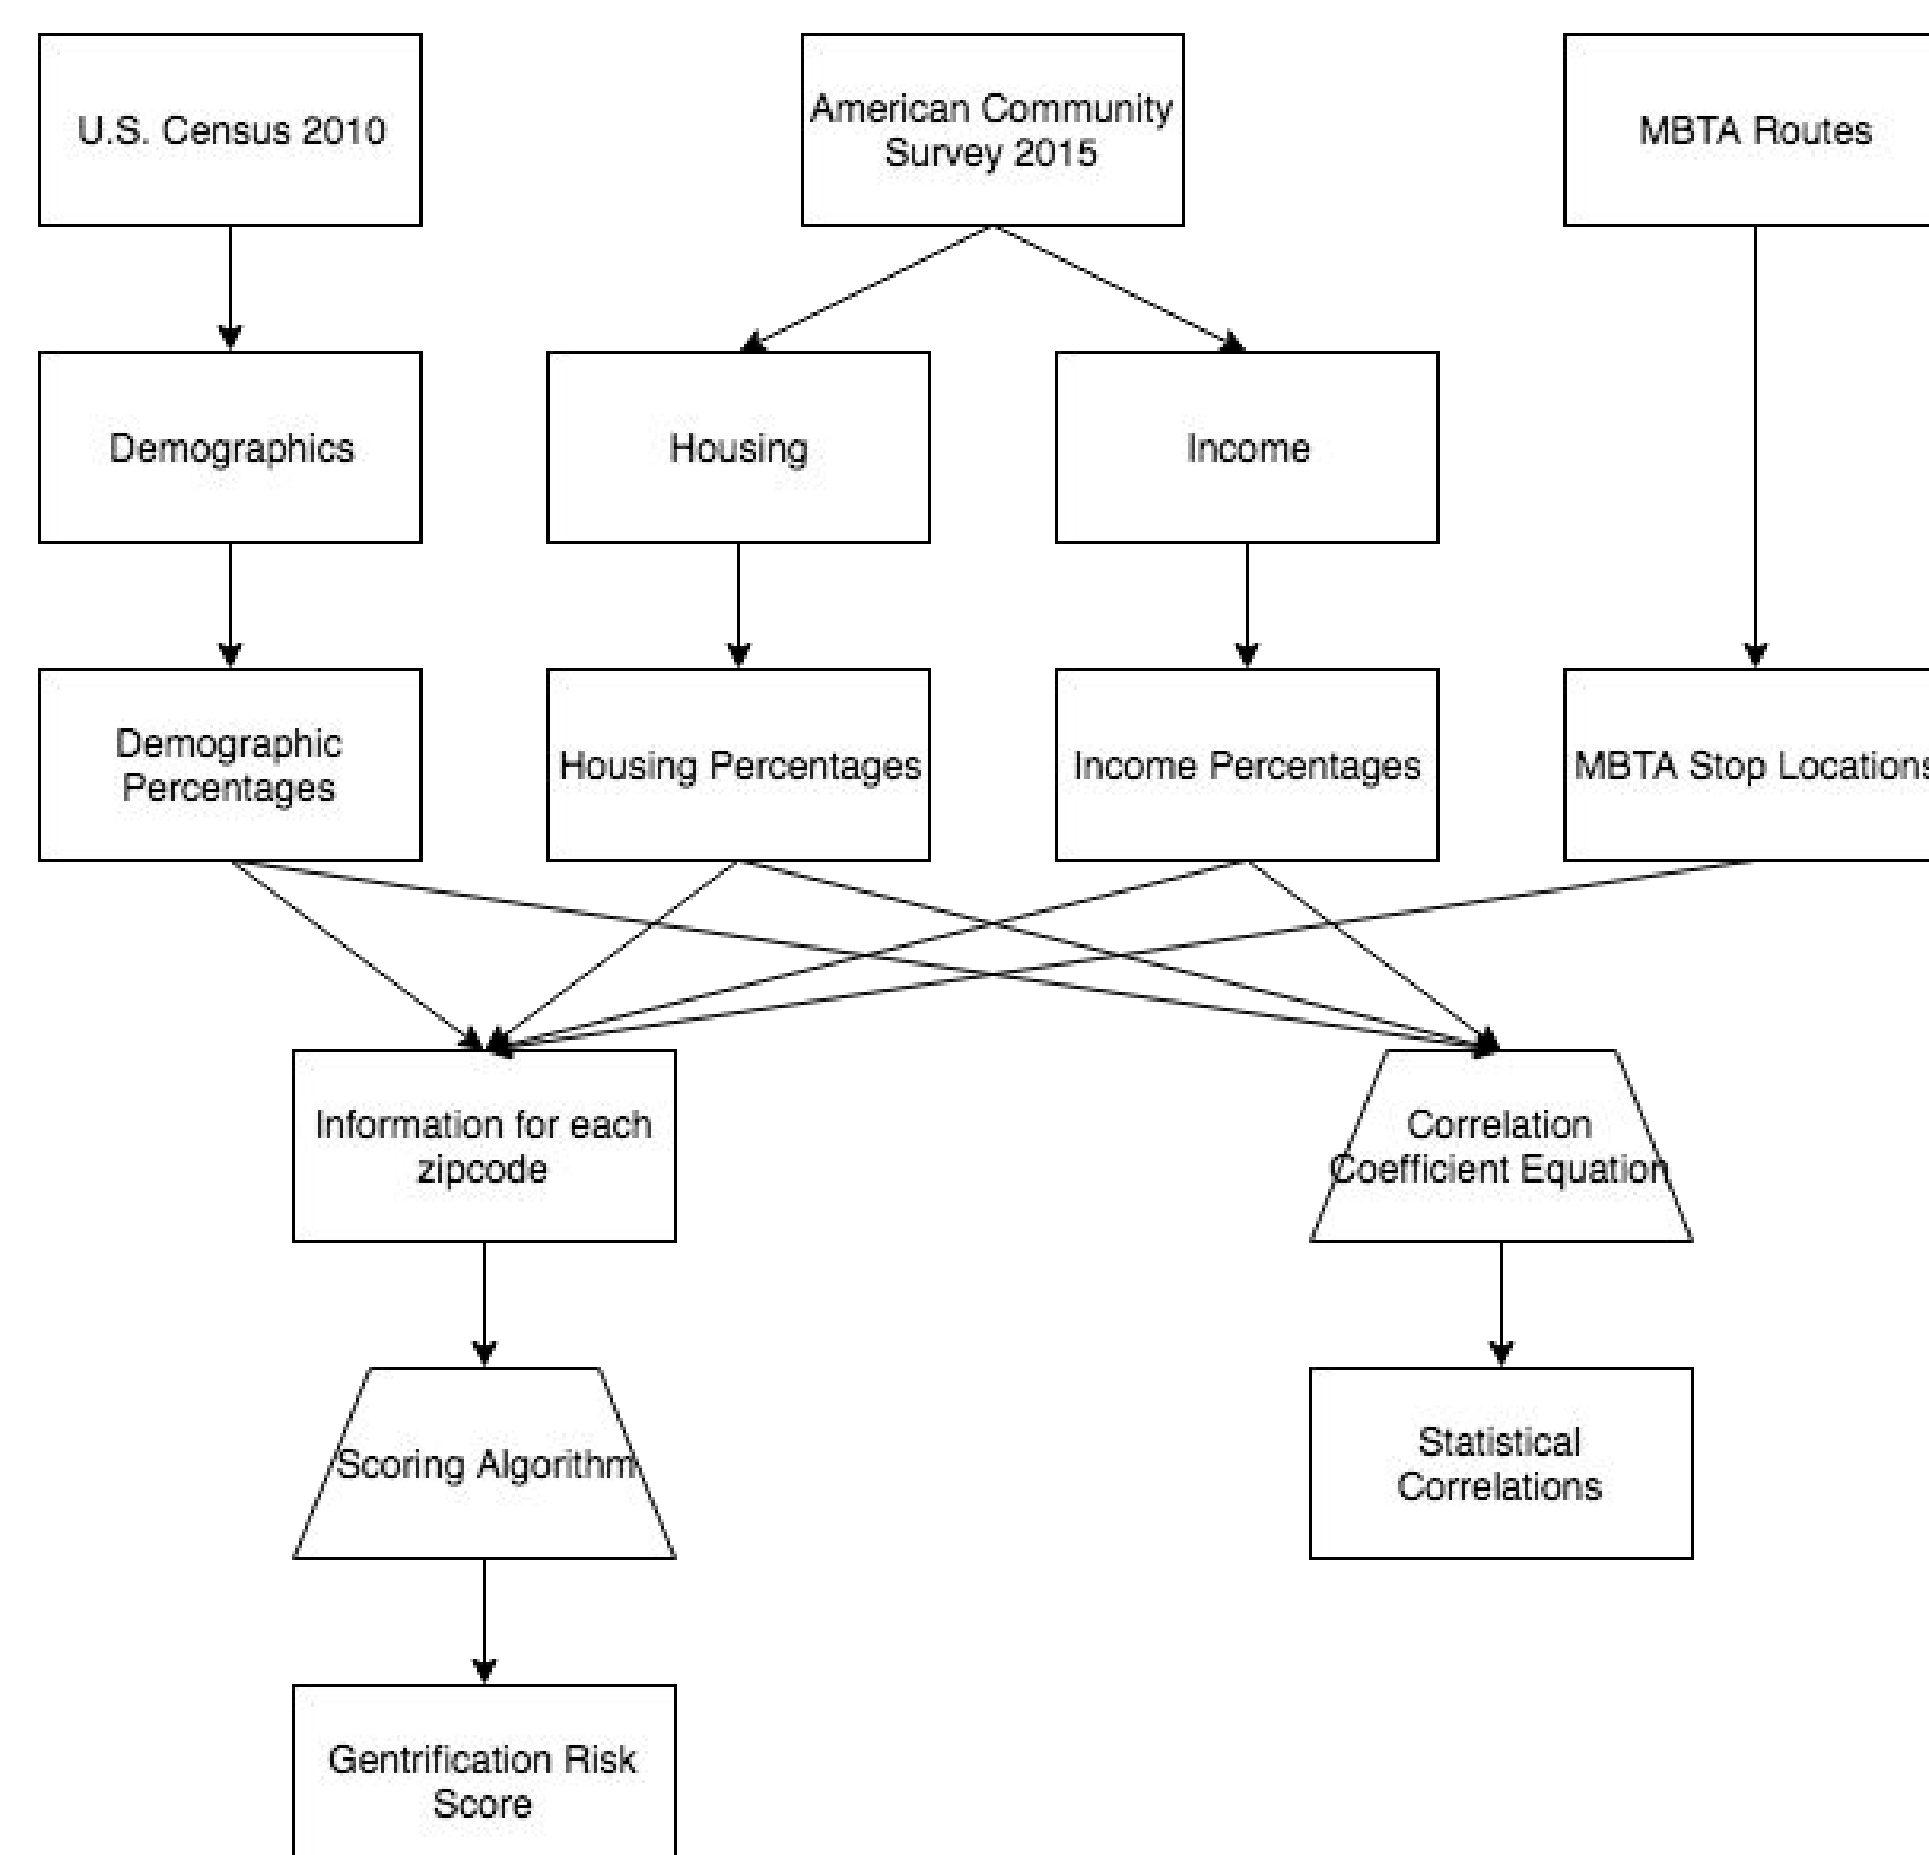 U.S. Census 2010
American Community
Survey 2015
MBTA Routes
Demographics
Housing
Income
Demographic
Percentages
Housing Percentages
Income Percentages
MBTA Stop Locations
Information for each
zipcode
Correlation
Coefficient Equation
Scoring Algorithm
Statistical
Correlations
Gentrification Risk
Score